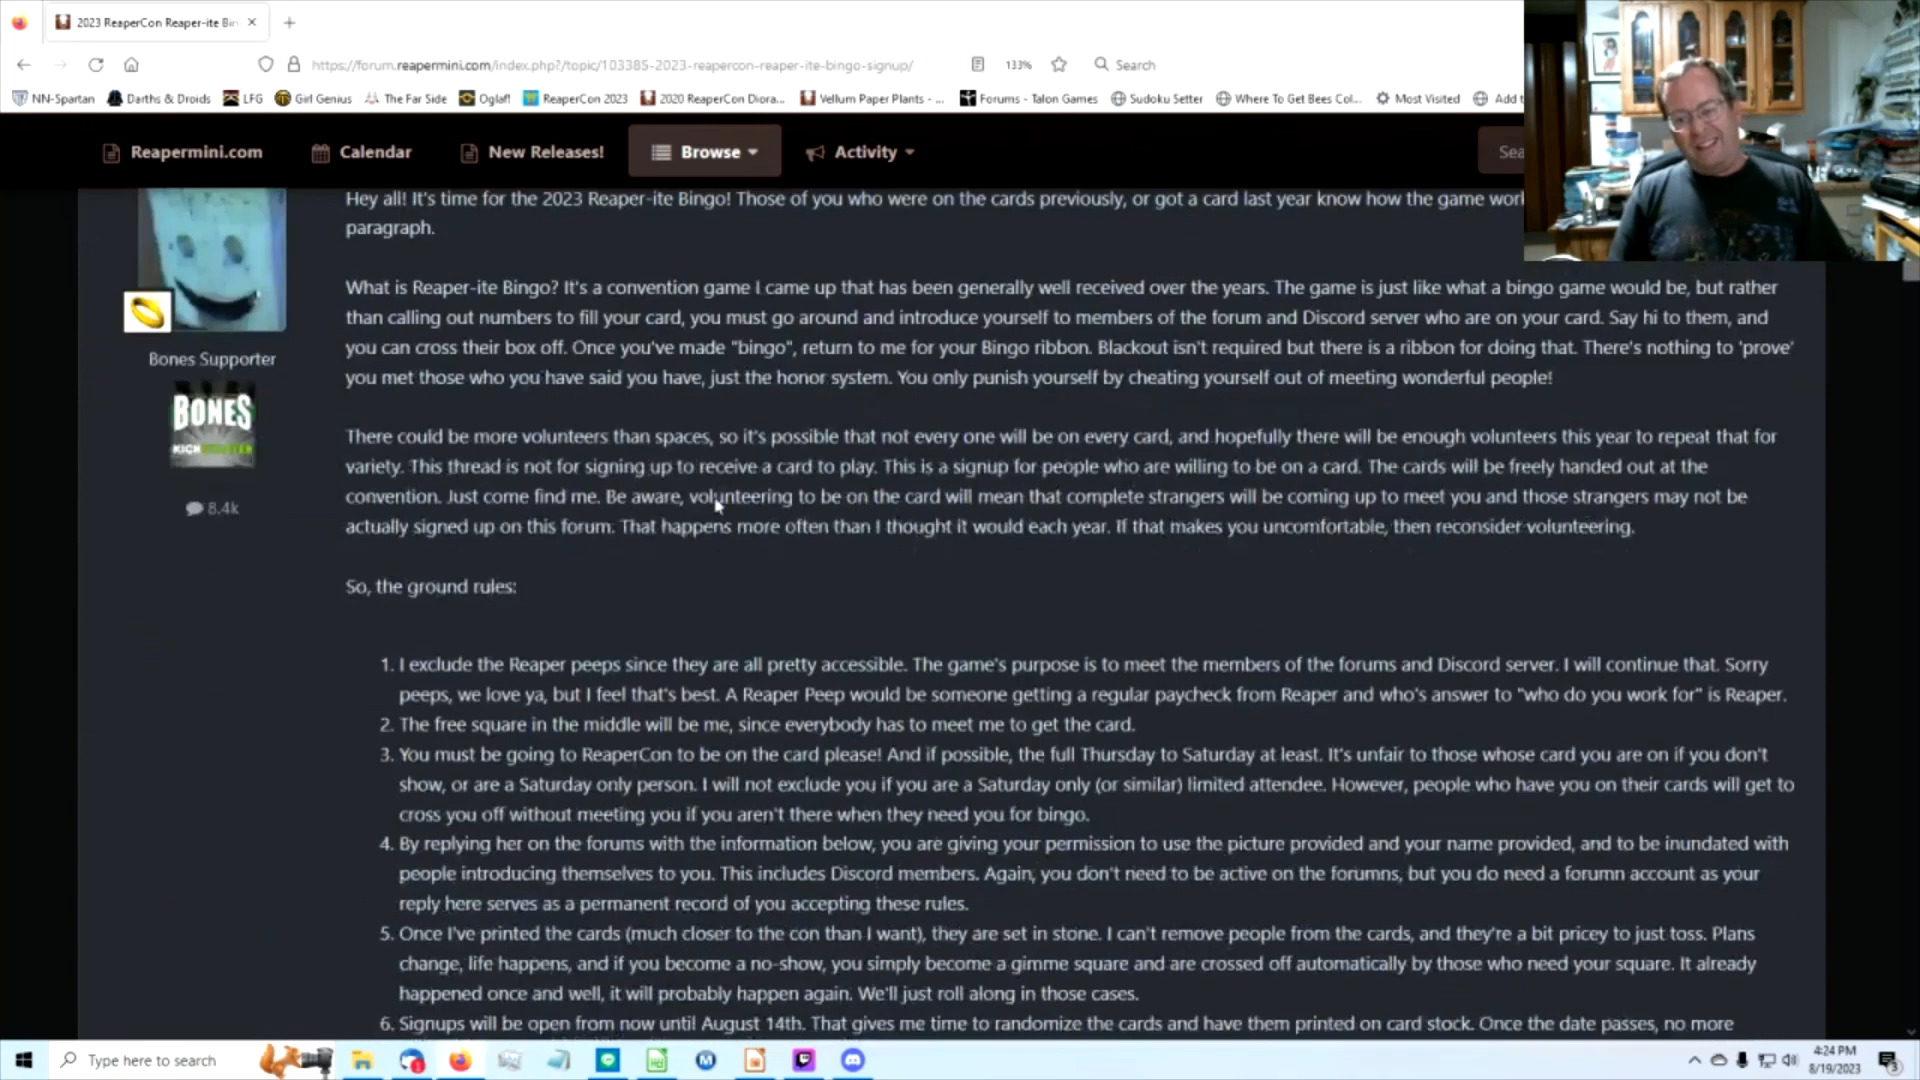 2023 ReaperCon Reaper-ite Bin
https://forum.reapermini.com/index.php?/topic/103385-2023-reapercon-reaper-ite-bingo-signup/
133%
Search
NN-Spartan
Darths & Droids
LFG
Girl Genius
The Far Side
Oglaf!
ReaperCon 2023
2020 ReaperCon Diora...
Vellum Paper Plants - ...
Forums - Talon Games
Sudoku Setter
Where To Get Bees Col...
Most Visited
Add t
Reapermini.com
Calendar
New Releases!
Browse
Activity
Sea
Hey all! It's time for the 2023 Reaper-ite Bingo! Those of you who were on the cards previously, or got a card last year know how the game work
paragraph.
What is Reaper-ite Bingo? It's a convention game I came up that has been generally well received over the years. The game is just like what a bingo game would be, but rather
than calling out numbers to fill your card, you must go around and introduce yourself to members of the forum and Discord server who are on your card. Say hi to them, and
you can cross their box off. Once you've made "bingo", return to me for your Bingo ribbon. Blackout isn't required but there is a ribbon for doing that. There's nothing to 'prove'
you met those who you have said you have, just the honor system. You only punish yourself by cheating yourself out of meeting wonderful people!
Bones Supporter
BONES
8.4k
There could be more volunteers than spaces, so it's possible that not every one will be on every card, and hopefully there will be enough volunteers this year to repeat that for
variety. This thread is not for signing up to receive a card to play. This is a signup for people who are willing to be on a card. The cards will be freely handed out at the
convention. Just come find me. Be aware, volunteering to be on the card will mean that complete strangers will be coming up to meet you and those strangers may not be
actually signed up on this forum. That happens more often than I thought it would each year. If that makes you uncomfortable, then reconsider volunteering.
So, the ground rules:
1. I exclude the Reaper peeps since they are all pretty accessible. The game's purpose is to meet the members of the forums and Discord server. I will continue that. Sorry
peeps, we love ya, but I feel that's best. A Reaper Peep would be someone getting a regular paycheck from Reaper and who's answer to "who do you work for" is Reaper.
2. The free square in the middle will be me, since everybody has to meet me to get the card.
3. You must be going to ReaperCon to be on the card please! And if possible, the full Thursday to Saturday at least. It's unfair to those whose card you are on if you don't
show, or are a Saturday only person. I will not exclude you if you are a Saturday only (or similar) limited attendee. However, people who have you on their cards will get to
cross you off without meeting you if you aren't there when they need you for bingo.
4. By replying her on the forums with the information below, you are giving your permission to use the picture provided and your name provided, and to be inundated with
people introducing themselves to you. This includes Discord members. Again, you don't need to be active on the forumns, but you do need a forumn account as your
reply here serves as a permanent record of you accepting these rules.
5. Once I've printed the cards (much closer to the con than I want), they are set in stone. I can't remove people from the cards, and they're a bit pricey to just toss. Plans
change, life happens, and if you become a no-show, you simply become a gimme square and are crossed off automatically by those who need your square. It already
happened once and well, it will probably happen again. We'll just roll along in those cases.
6. Signups will be open from now until August 14th. That gives me time to randomize the cards and have them printed on card stock. Once the date passes, no more
Type here to search
4:24 PM
8/19/2023
3